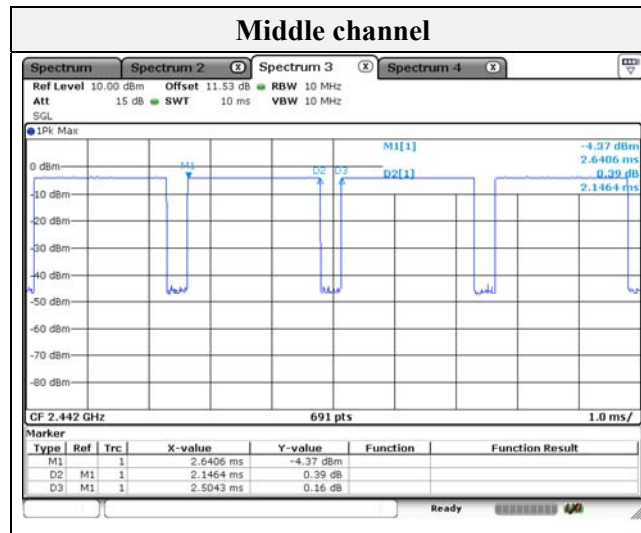 Middle channel
Spectrum Spectrum 2 X Spectrum 3 X Spectrum 4 X
Ref Level 10.00 dBm Offset 11.53 dB RBW 10 MHz
Att 15 dB SWT 10 ms VBW 10 MHz
SGL
1Pk Max
M1[1] -4.37 dBm
2.6406 ms
0 dBm M1 D2 D3 D2[1] 0.39 dB
2.1464 ms
-10 dBm
-20 dBm
-30 dBm
-40 dBm
-50 dBm
-60 dBm
-70 dBm
-80 dBm
CF 2.442 GHz 691 pts 1.0 ms/
Marker
Type Ref Trc X-value Y-value Function Function Result
M1 1 2.6406 ms -4.37 dBm
D2 M1 1 2.1464 ms 0.39 dB
D3 M1 1 2.5043 ms 0.16 dB
Ready